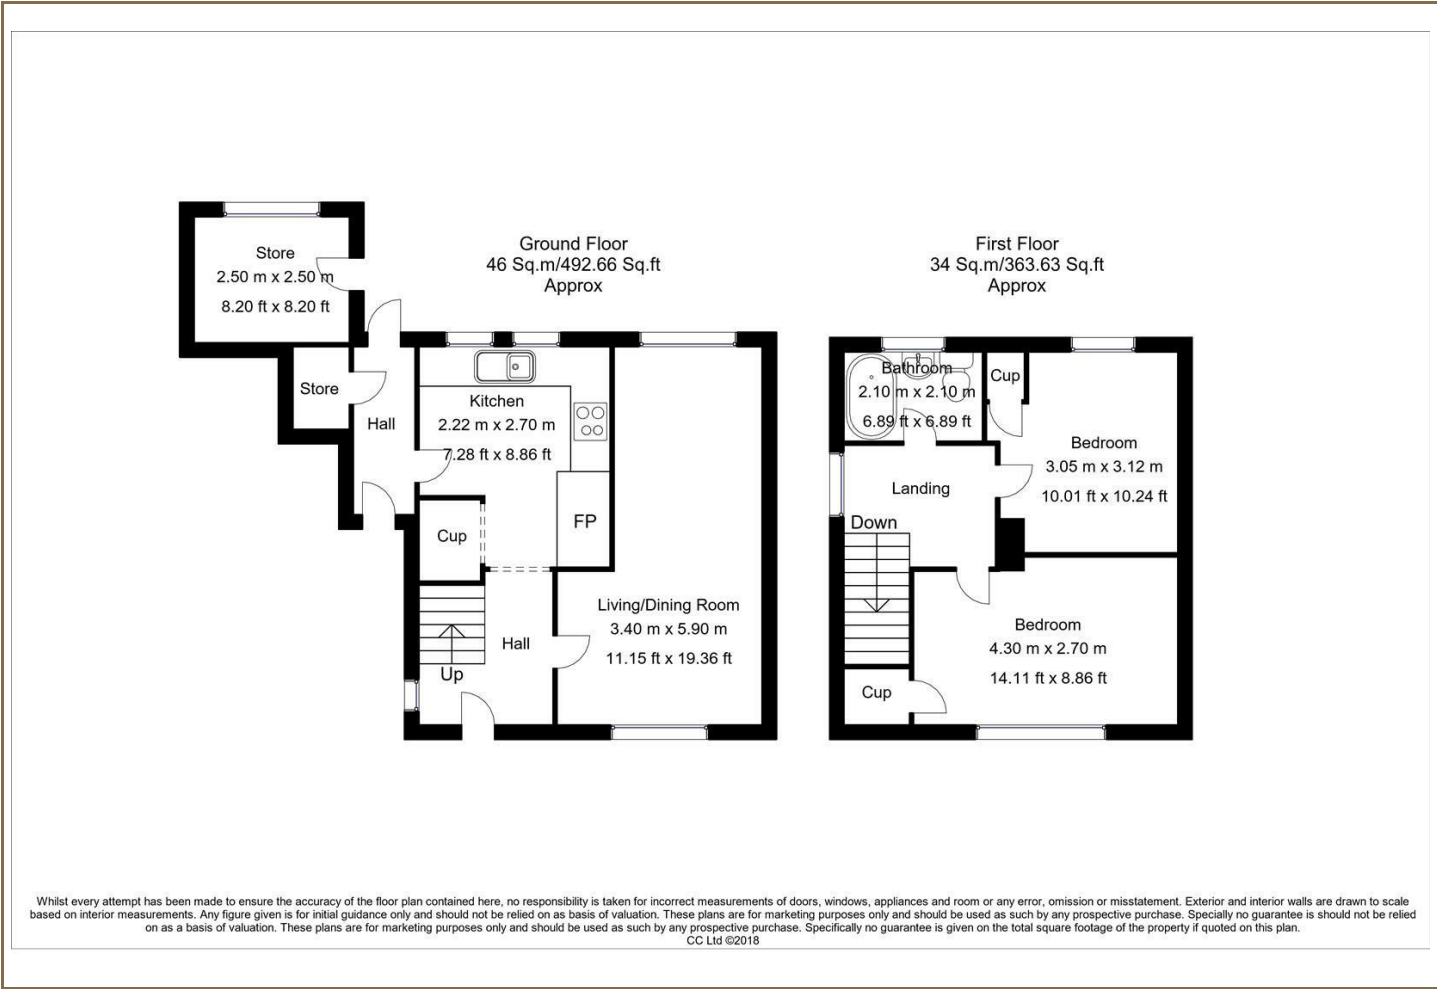 Ground Floor
46 Sq.m/492.66 Sq.ft
Approx
First Floor
34 Sq.m/363.63 Sq.ft
Approx
Store
2.50 m x 2.50 m
8.20 ft x 8.20 ft
Store
Hall
Kitchen
2.22 m x 2.70 m
7.28 ft x 8.86 ft
Cup
FP
Living/Dining Room
3.40 m x 5.90 m
11.15 ft x 19.36 ft
Hall
Up
Bathroom
2.10 m x 2.10 m
6.89 ft x 6.89 ft
Cup
Bedroom
3.05 m x 3.12 m
10.01 ft x 10.24 ft
Landing
Down
Bedroom
4.30 m x 2.70 m
14.11 ft x 8.86 ft
Cup
Whilst every attempt has been made to ensure the accuracy of the floor plan contained here, no responsibility is taken for incorrect measurements of doors, windows, appliances and room or any error, omission or misstatement. Exterior and interior walls are drawn to scale
based on interior measurements. Any figure given is for initial guidance only and should not be relied on as basis of valuation. These plans are for marketing purposes only and should be used as such by any prospective purchase. Specially no guarantee is should not be relied
on as a basis of valuation. These plans are for marketing purposes only and should be used as such by any prospective purchase. Specifically no guarantee is given on the total square footage of the property if quoted on this plan.
CC Ltd ©2018